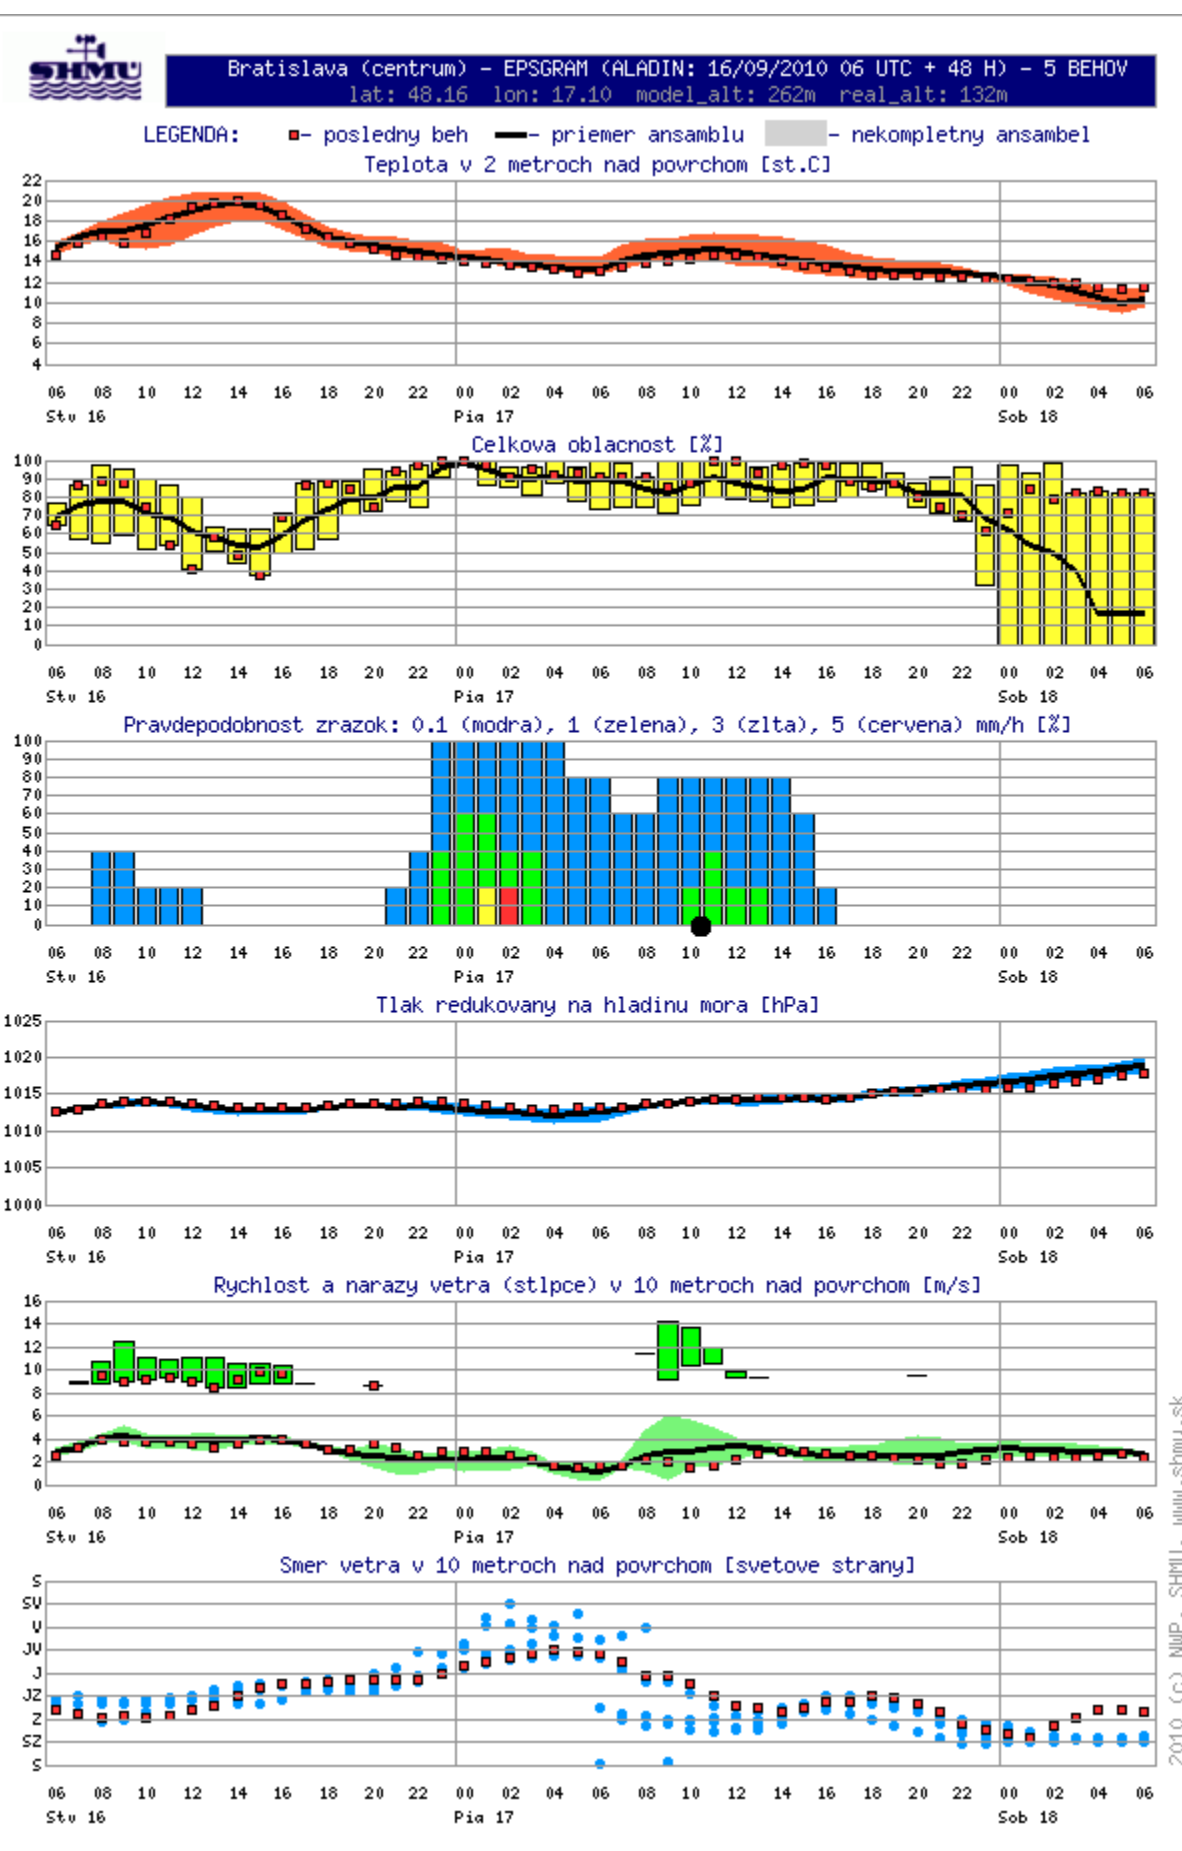 SHMU
Bratislava (centrum) - EPSGRAM (ALADIN: 16/09/2010 06 UTC + 48 H) - 5 BEHOV
lat: 48.16 lon: 17.10 model_alt: 262m real_alt: 132m
LEGENDA: - posledny beh - priemer ansamblu - nekompletny ansambel
Teplota v 2 metroch nad povrchom [st.C]
22
20
18
16
14
12
10
8
6
4
06 08 10 12 14 16 18 20 22 00 02 04 06 08 10 12 14 16 18 20 22 00 02 04 06
Stv 16 Pia 17 Sob 18
Celkova oblacnost [%]
100
90
80
70
60
50
40
30
20
10
0
06 08 10 12 14 16 18 20 22 00 02 04 06 08 10 12 14 16 18 20 22 00 02 04 06
Stv 16 Pia 17 Sob 18
Pravdepodobnost zrazok: 0.1 (modra), 1 (zelena), 3 (zlta), 5 (cervena) mm/h [%]
100
90
80
70
60
50
40
30
20
10
0
06 08 10 12 14 16 18 20 22 00 02 04 06 08 10 12 14 16 18 20 22 00 02 04 06
Stv 16 Pia 17 Sob 18
Tlak redukovany na hladinu mora [hPa]
1025
1020
1015
1010
1005
1000
06 08 10 12 14 16 18 20 22 00 02 04 06 08 10 12 14 16 18 20 22 00 02 04 06
Stv 16 Pia 17 Sob 18
Rychlost a narazy vetra (stlpce) v 10 metroch nad povrchom [m/s]
16
14
12
10
8
6
4
2
0
06 08 10 12 14 16 18 20 22 00 02 04 06 08 10 12 14 16 18 20 22 00 02 04 06
Stv 16 Pia 17 Sob 18
Smer vetra v 10 metroch nad povrchom [svetove strany]
S
SV
V
JV
J
JZ
Z
SZ
S
06 08 10 12 14 16 18 20 22 00 02 04 06 08 10 12 14 16 18 20 22 00 02 04 06
Stv 16 Pia 17 Sob 18
2010 (c) NWP, SHMU, www.shmu.sk